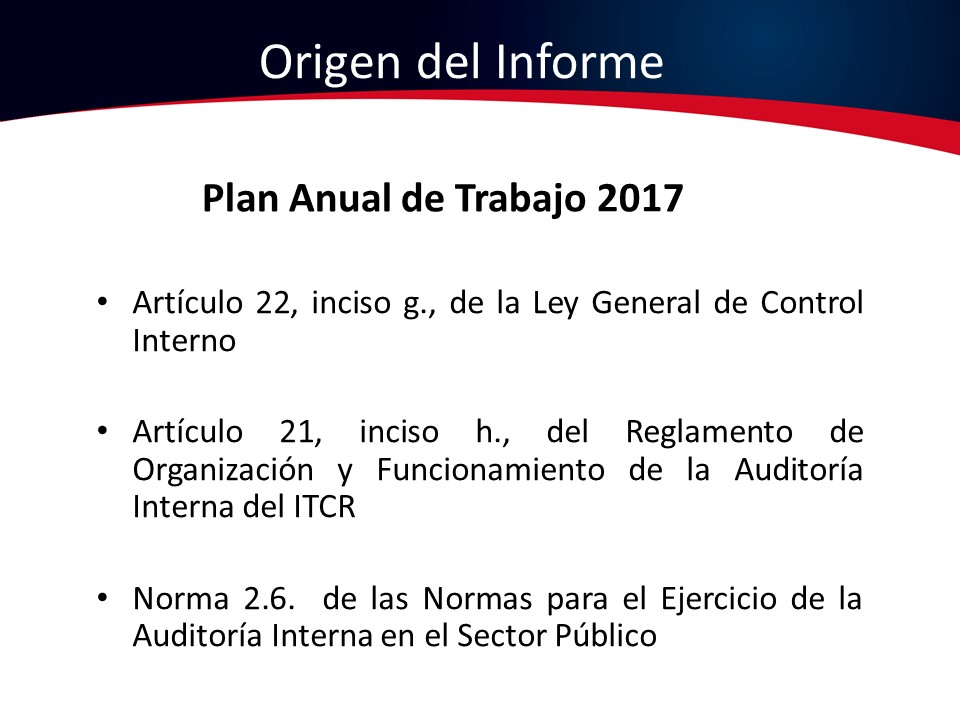 Origen del Informe
Plan Anual de Trabajo 2017
• Artículo 22, inciso g., de la Ley General de Control
Interno
• Artículo 21, inciso h., del Reglamento de
Organización y Funcionamiento de la Auditoría
Interna del ITCR
• Norma 2.6.  de las Normas para el Ejercicio de la
Auditoría Interna en el Sector Público